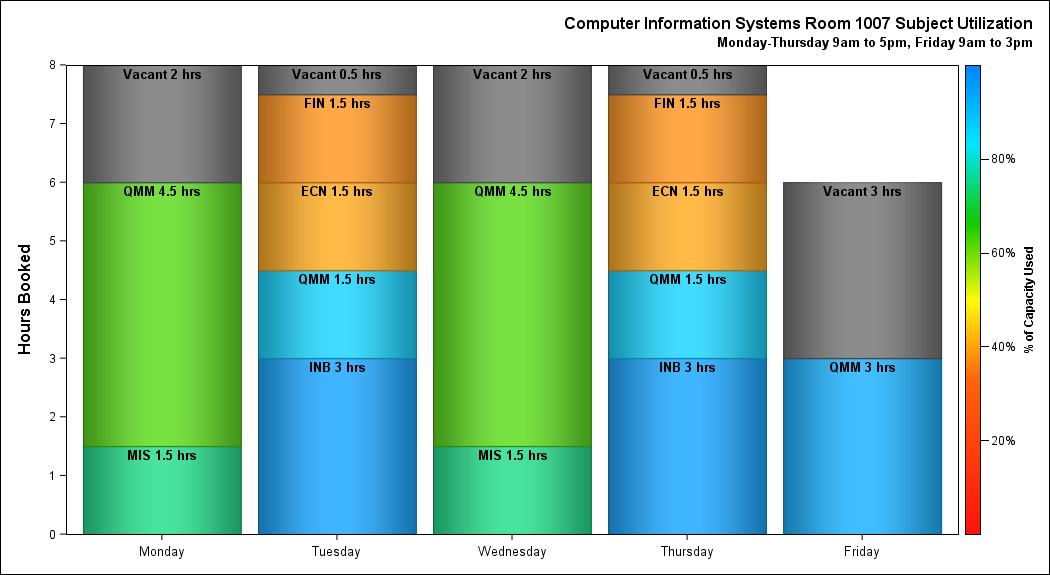 Computer Information Systems Room 1007 Subject Utilization
Monday-Thursday 9am to 5pm, Friday 9am to 3pm
Hours Booked
8
7
6
5
4
3
2
1
0
Vacant 2 hrs
QMM 4.5 hrs
MIS 1.5 hrs
Vacant 0.5 hrs
FIN 1.5 hrs
ECN 1.5 hrs
QMM 1.5 hrs
INB 3 hrs
Vacant 2 hrs
QMM 4.5 hrs
MIS 1.5 hrs
Vacant 0.5 hrs
FIN 1.5 hrs
ECN 1.5 hrs
QMM 1.5 hrs
INB 3 hrs
Vacant 3 hrs
QMM 3 hrs
Monday
Tuesday
Wednesday
Thursday
Friday
80%
60%
40%
20%
% of Capacity Used